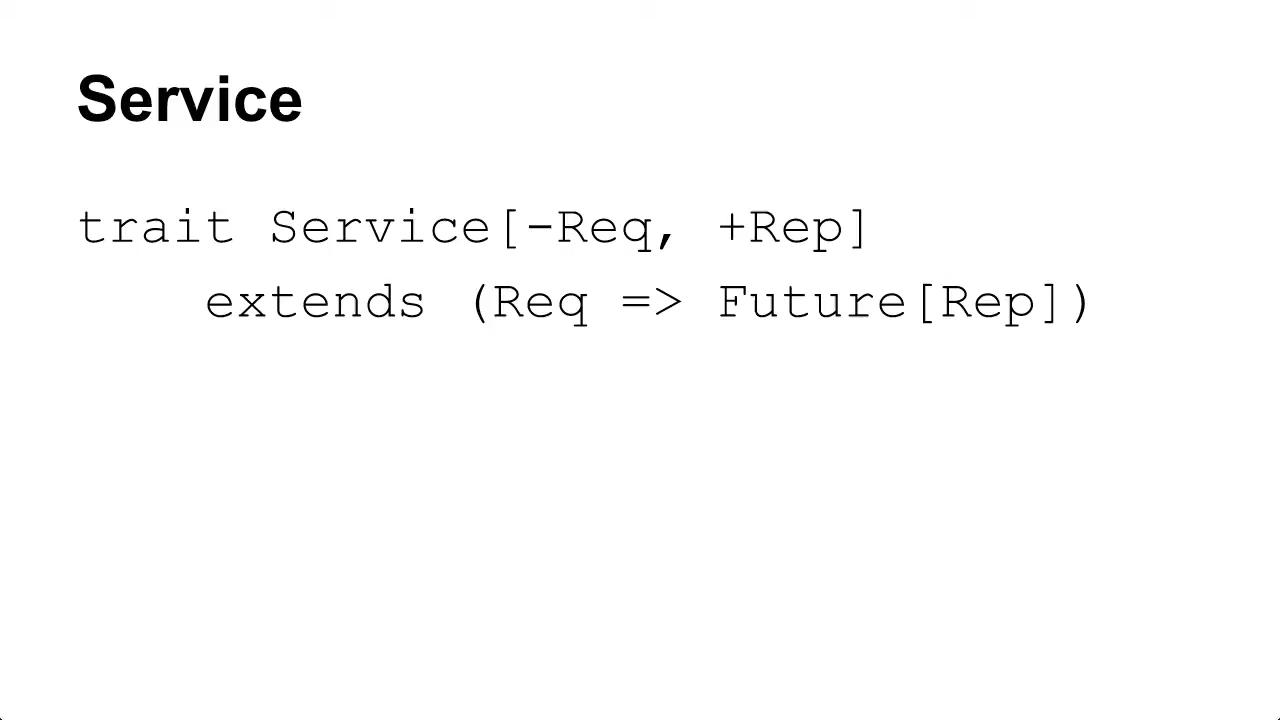 Service
trait Service[-Req, +Rep]
extends (Req => Future[Rep])